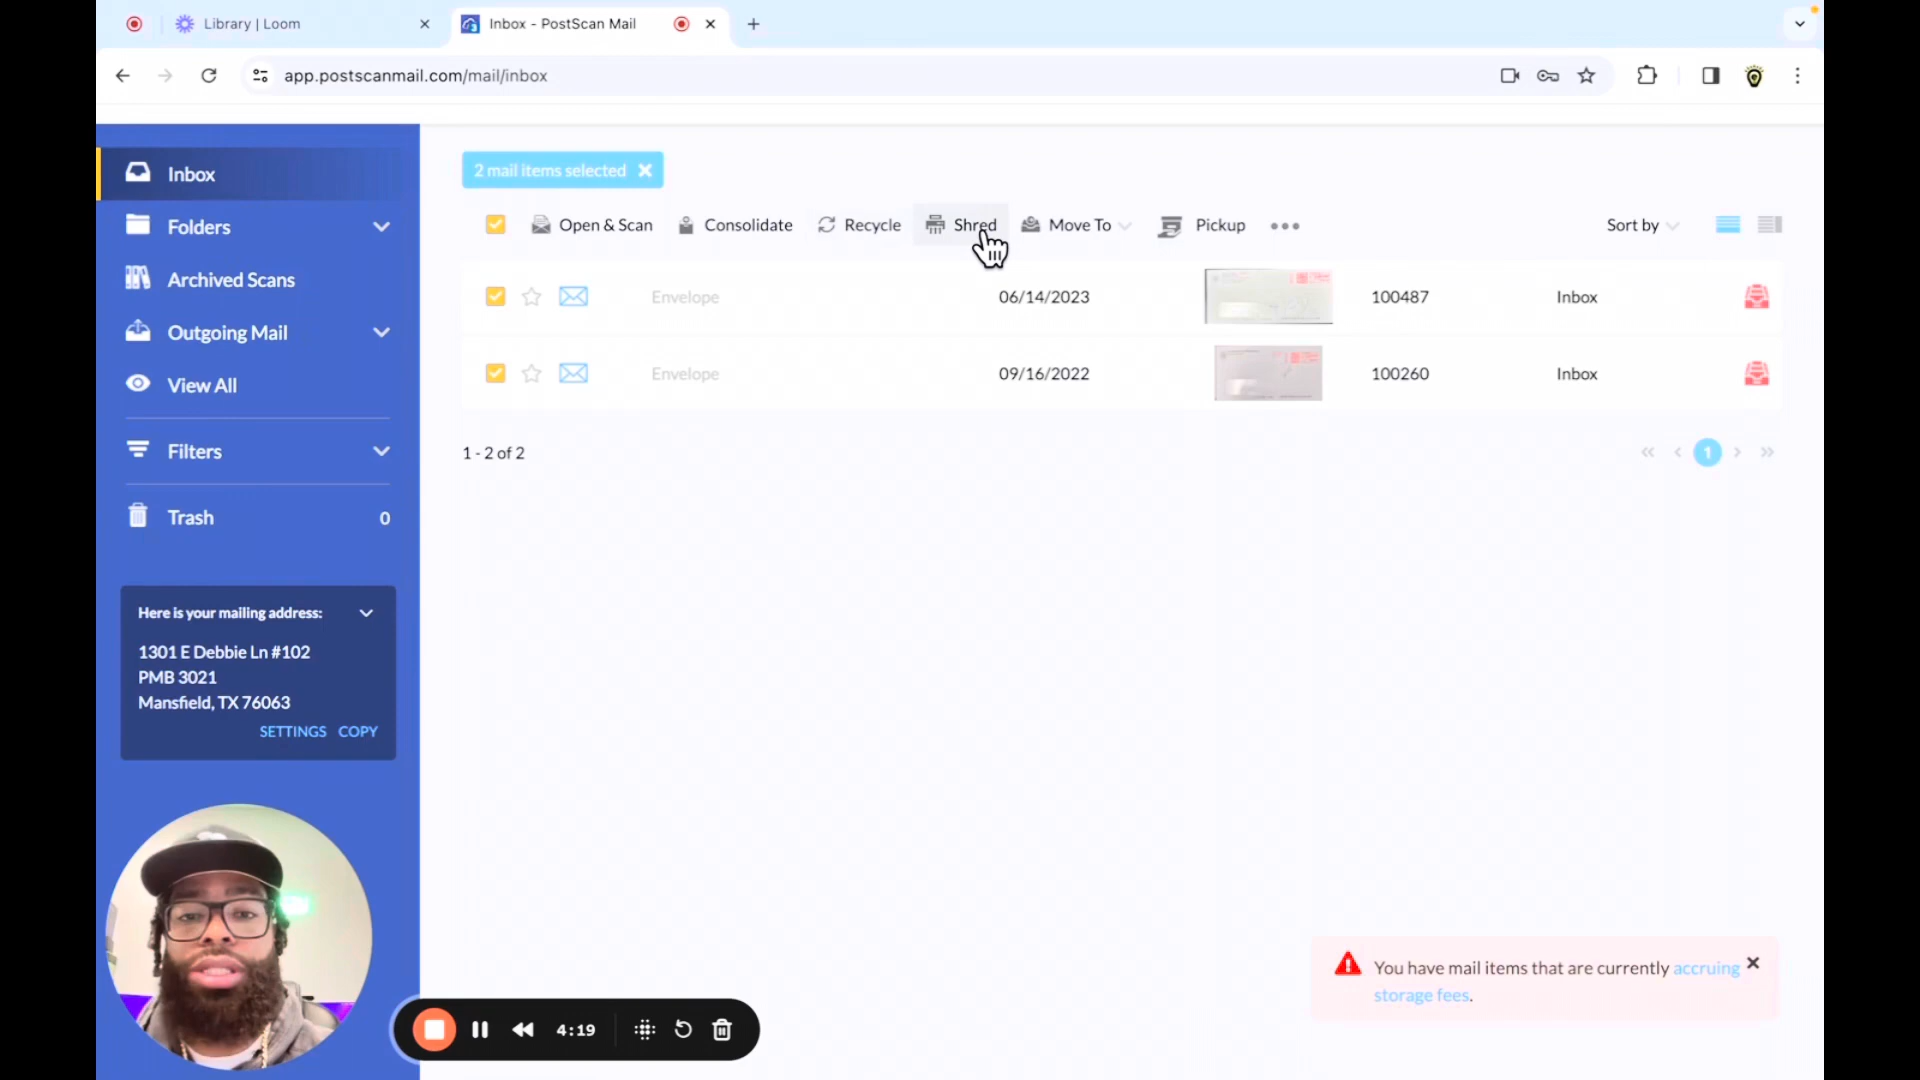 Library | Loom
Inbox - PostScan Mail
app.postscanmail.com/mail/inbox
Inbox
Folders
Archived Scans
Outgoing Mail
View All
Filters
Trash 0
Here is your mailing address:
1301 E Debbie Ln #102
PMB 3021
Mansfield, TX 76063
SETTINGS COPY
2 mail items selected
Open & Scan Consolidate Recycle Shred Move To Pickup Sort by
Envelope 06/14/2023 100487 Inbox
Envelope 09/16/2022 100260 Inbox
1 - 2 of 2
1
You have mail items that are currently accruing
storage fees.
4:19